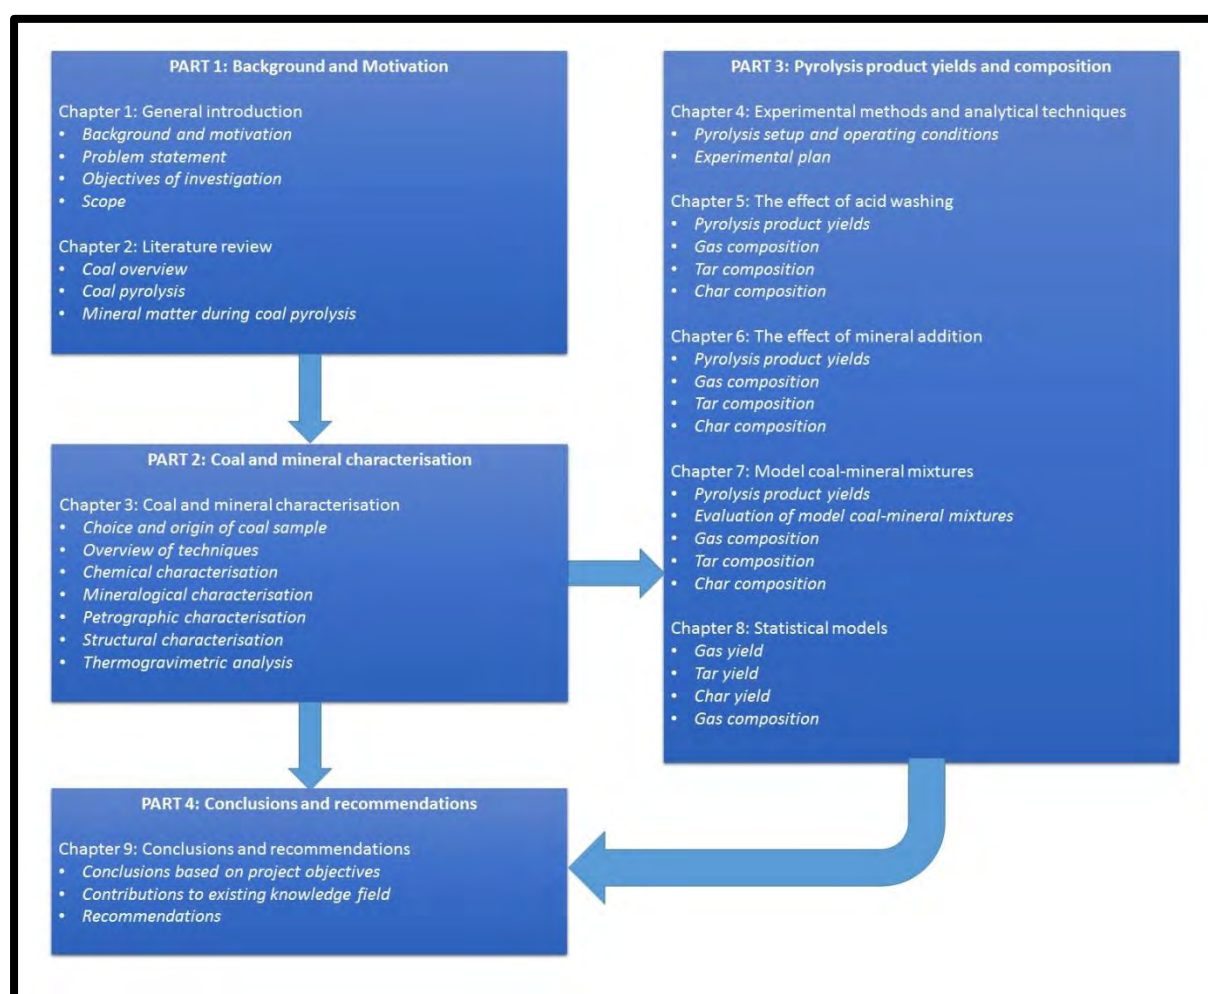 PART 1: Background and Motivation
Chapter 1: General introduction
• Background and motivation
• Problem statement
• Objectives of investigation
• Scope
Chapter 2: Literature review
• Coal overview
• Coal pyrolysis
• Mineral matter during coal pyrolysis
PART 2: Coal and mineral characterisation
Chapter 3: Coal and mineral characterisation
• Choice and origin of coal sample
• Overview of techniques
• Chemical characterisation
• Mineralogical characterisation
• Petrographic characterisation
• Structural characterisation
• Thermogravimetric analysis
PART 3: Pyrolysis product yields and composition
Chapter 4: Experimental methods and analytical techniques
• Pyrolysis setup and operating conditions
• Experimental plan
Chapter 5: The effect of acid washing
• Pyrolysis product yields
• Gas composition
• Tar composition
• Char composition
Chapter 6: The effect of mineral addition
• Pyrolysis product yields
• Gas composition
• Tar composition
• Char composition
Chapter 7: Model coal-mineral mixtures
• Pyrolysis product yields
• Evaluation of model coal-mineral mixtures
• Gas composition
• Tar composition
• Char composition
Chapter 8: Statistical models
• Gas yield
• Tar yield
• Char yield
• Gas composition
PART 4: Conclusions and recommendations
Chapter 9: Conclusions and recommendations
• Conclusions based on project objectives
• Contributions to existing knowledge field
• Recommendations